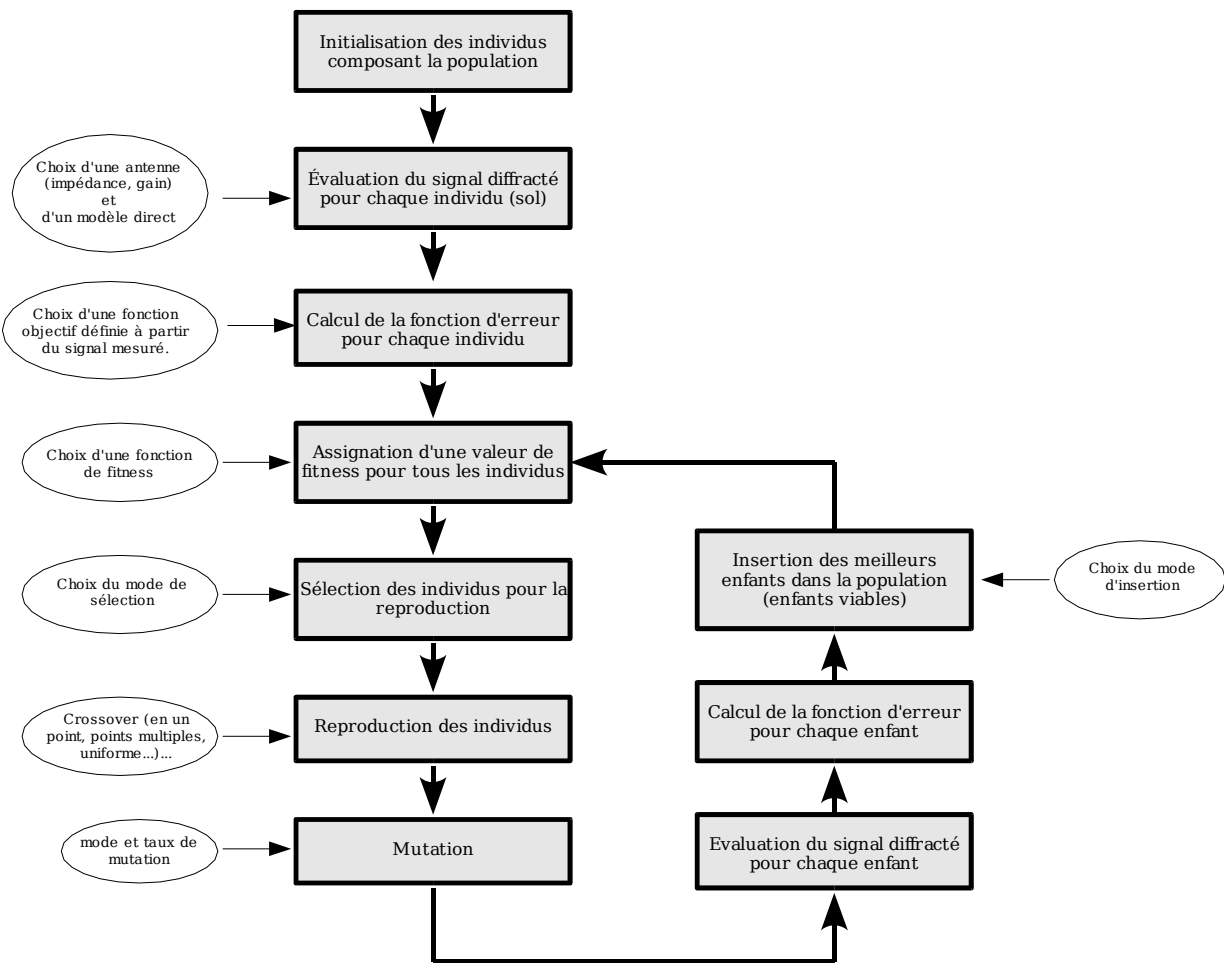 Initialisation des individus
composant la population
Choix d'une antenne
(impédance, gain)
et
d'un modèle direct
Évaluation du signal diffracté
pour chaque individu (sol)
Choix d'une fonction
objectif définie à partir
du signal mesuré.
Calcul de la fonction d'erreur
pour chaque individu
Choix d'une fonction
de fitness
Assignation d'une valeur de
fitness pour tous les individus
Choix du mode de
sélection
Sélection des individus pour la
reproduction
Crossover (en un
point, points multiples,
uniforme...)...
Reproduction des individus
mode et taux de
mutation
Mutation
Insertion des meilleurs
enfants dans la population
(enfants viables)
Choix du mode
d'insertion
Calcul de la fonction d'erreur
pour chaque enfant
Evaluation du signal diffracté
pour chaque enfant